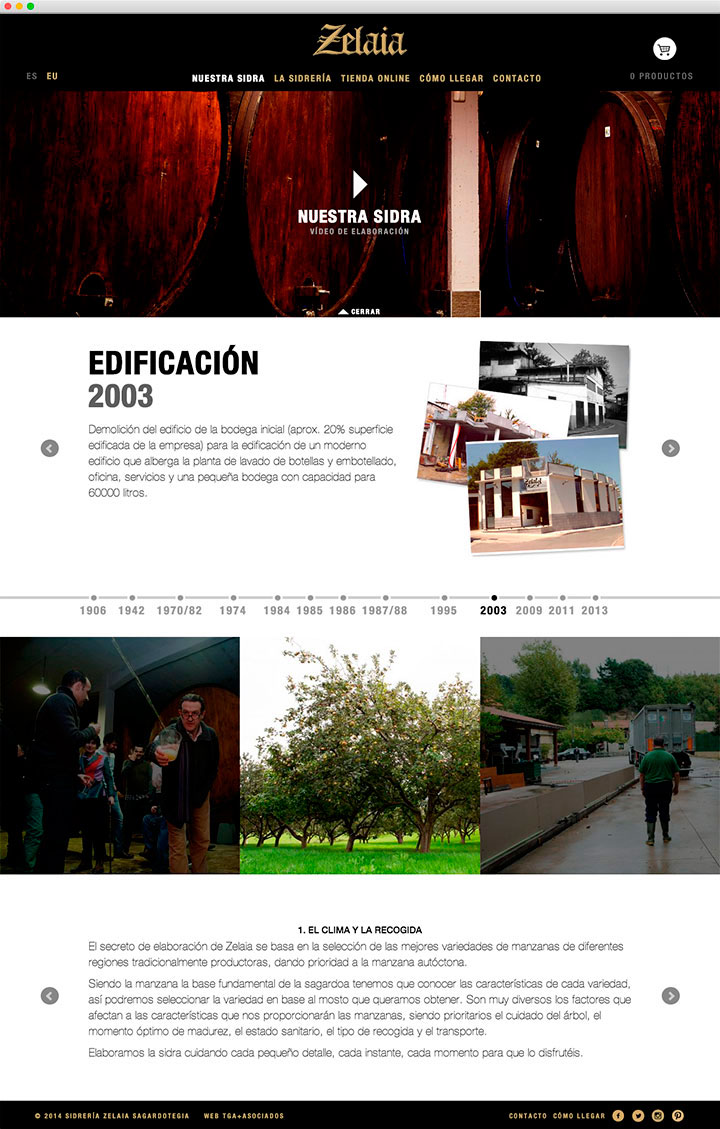 Zelaia
ES EU
NUESTRA SIDRA LA SIDRERÍA TIENDA ONLINE CÓMO LLEGAR CONTACTO
0 PRODUCTOS
NUESTRA SIDRA
VÍDEO DE ELABORACIÓN
CERRAR
EDIFICACIÓN
2003
Demolición del edificio de la bodega inicial (aprox. 20% superficie
edificada de la empresa) para la edificación de un moderno
edificio que alberga la planta de lavado de botellas y embotellado,
oficina, servicios y una pequeña bodega con capacidad para
60000 litros.
Zelaia
1906 1942 1970/82 1974 1984 1985 1986 1987/88 1995 2003 2009 2011 2013
1. EL CLIMA Y LA RECOGIDA
El secreto de elaboración de Zelaia se basa en la selección de las mejores variedades de manzanas de diferentes
regiones tradicionalmente productoras, dando prioridad a la manzana autóctona.
Siendo la manzana la base fundamental de la sagardoa tenemos que conocer las características de cada variedad,
así podremos seleccionar la variedad en base al mosto que queramos obtener. Son muy diversos los factores que
afectan a las características que nos proporcionarán las manzanas, siendo prioritarios el cuidado del árbol, el
momento óptimo de madurez, el estado sanitario, el tipo de recogida y el transporte.
Elaboramos la sidra cuidando cada pequeño detalle, cada instante, cada momento para que lo disfrutéis.
© 2014 SIDRERÍA ZELAIA SAGARDOTEGIA WEB TGA+ASOCIADOS
CONTACTO CÓMO LLEGAR